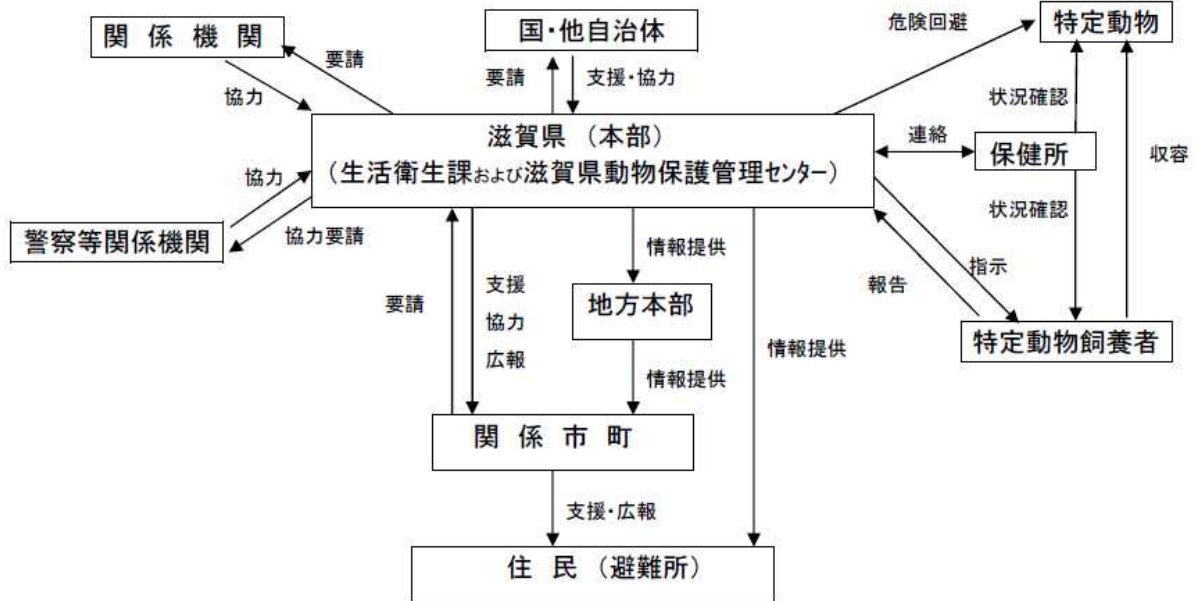 関 係 機 関
国・他自治体
危険回避
特定動物
要請
協力
要請
支援・協力
状況確認
滋賀県 (本部)
(生活衛生課および滋賀県動物保護管理センター)
連絡
保健所
収容
協力
状況確認
警察等関係機関
協力要請
情報提供
指示
要請
支援
協力
広報
地方本部
報告
特定動物飼養者
情報提供
情報提供
関 係 市 町
支援・広報
住 民 (避難所)